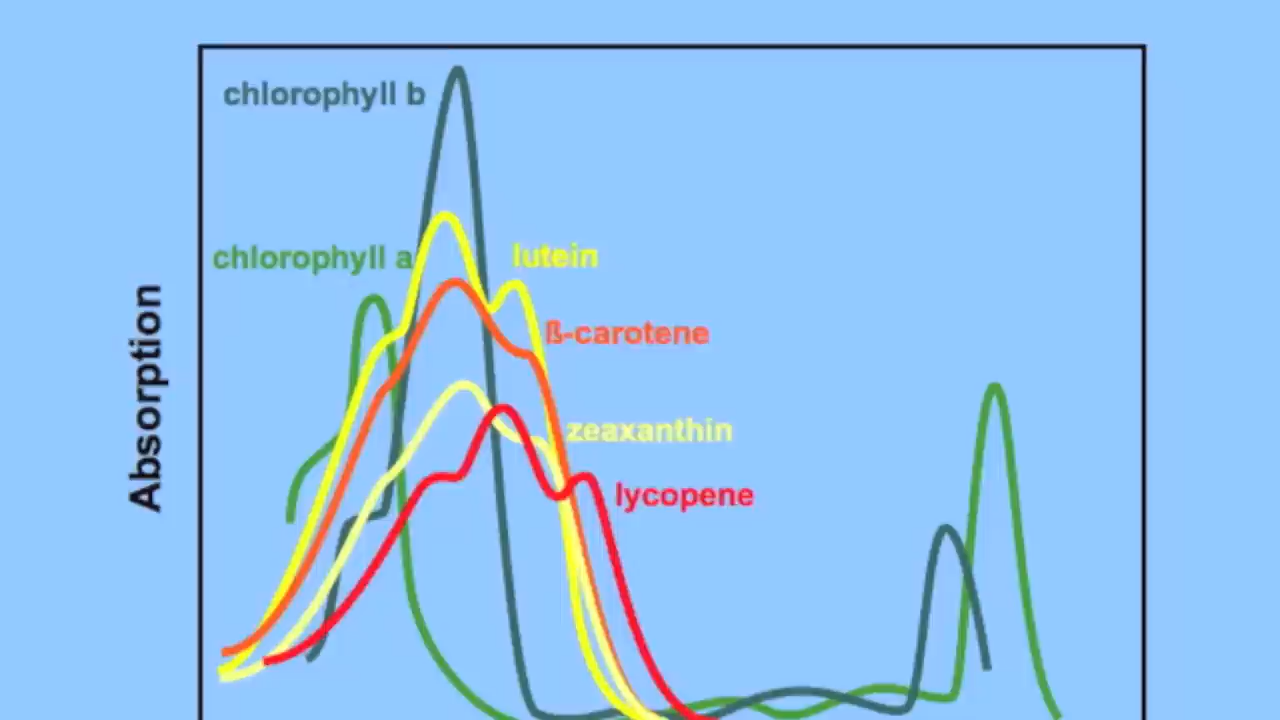 chlorophyll b
chlorophyll a
lutein
ß-carotene
zeaxanthin
lycopene
Absorption